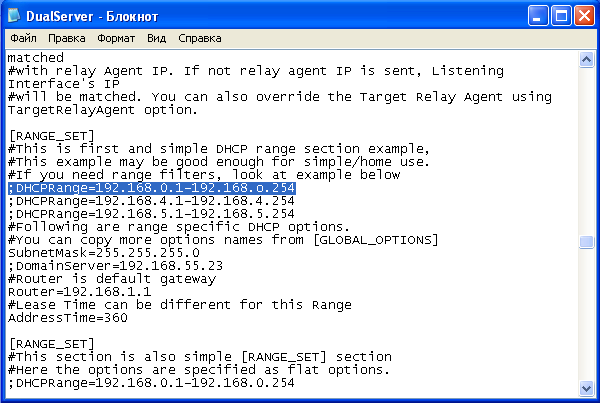 DualServer - Блокнот
Файл Правка Формат Вид Справка
matched
#with relay Agent IP. If not relay agent IP is sent, Listening
Interface's IP
#will be matched. You can also override the Target Relay Agent using
TargetRelayAgent option.
[RANGE_SET]
#This is first and simple DHCP range section example,
#This example may be good enough for simple/home use.
#If you need range filters, look at example below
;DHCPRange=192.168.0.1-192.168.o.254
;DHCPRange=192.168.4.1-192.168.4.254
;DHCPRange=192.168.5.1-192.168.5.254
#Following are range specific DHCP options.
#You can copy more options names from [GLOBAL_OPTIONS]
SubnetMask=255.255.255.0
;DomainServer=192.168.55.23
#Router is default gateway
Router=192.168.1.1
#Lease Time can be different for this Range
AddressTime=360
[RANGE_SET]
#This section is also simple [RANGE_SET] section
#Here the options are specified as flat options.
;DHCPRange=192.168.0.1-192.168.0.254